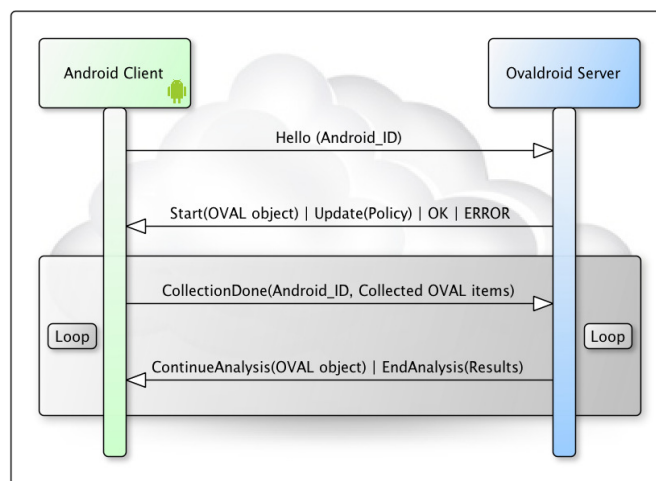 Android Client
Ovaldroid Server
Hello (Android_ID)
Start(OVAL object) | Update(Policy) | OK | ERROR
CollectionDone(Android_ID, Collected OVAL items)
Loop
Loop
ContinueAnalysis(OVAL object) | EndAnalysis(Results)